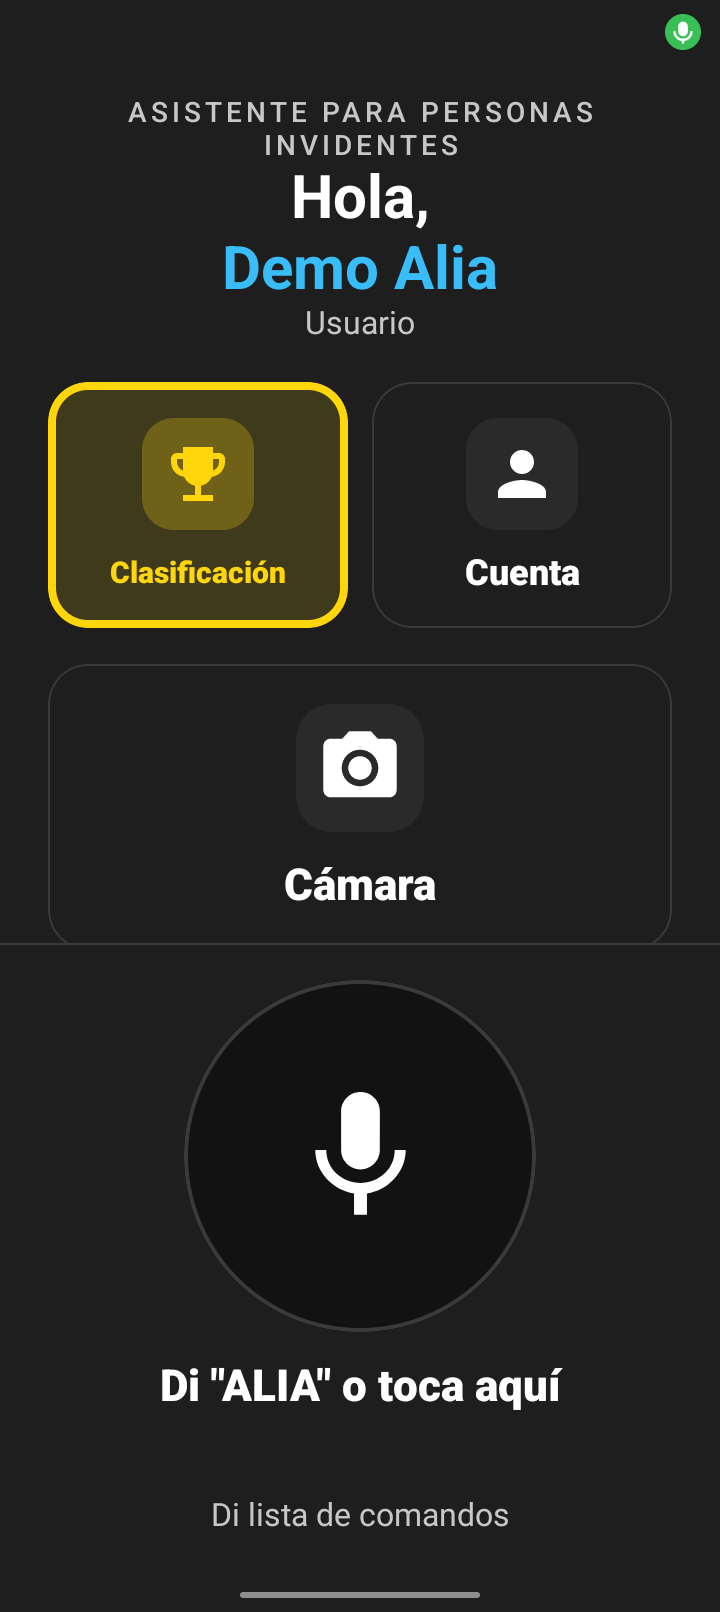 ASISTENTE PARA PERSONAS
INVIDENTES
Hola,
Demo Alia
Usuario
Clasificación
Cuenta
Cámara
Di "ALIA" o toca aquí
Di lista de comandos